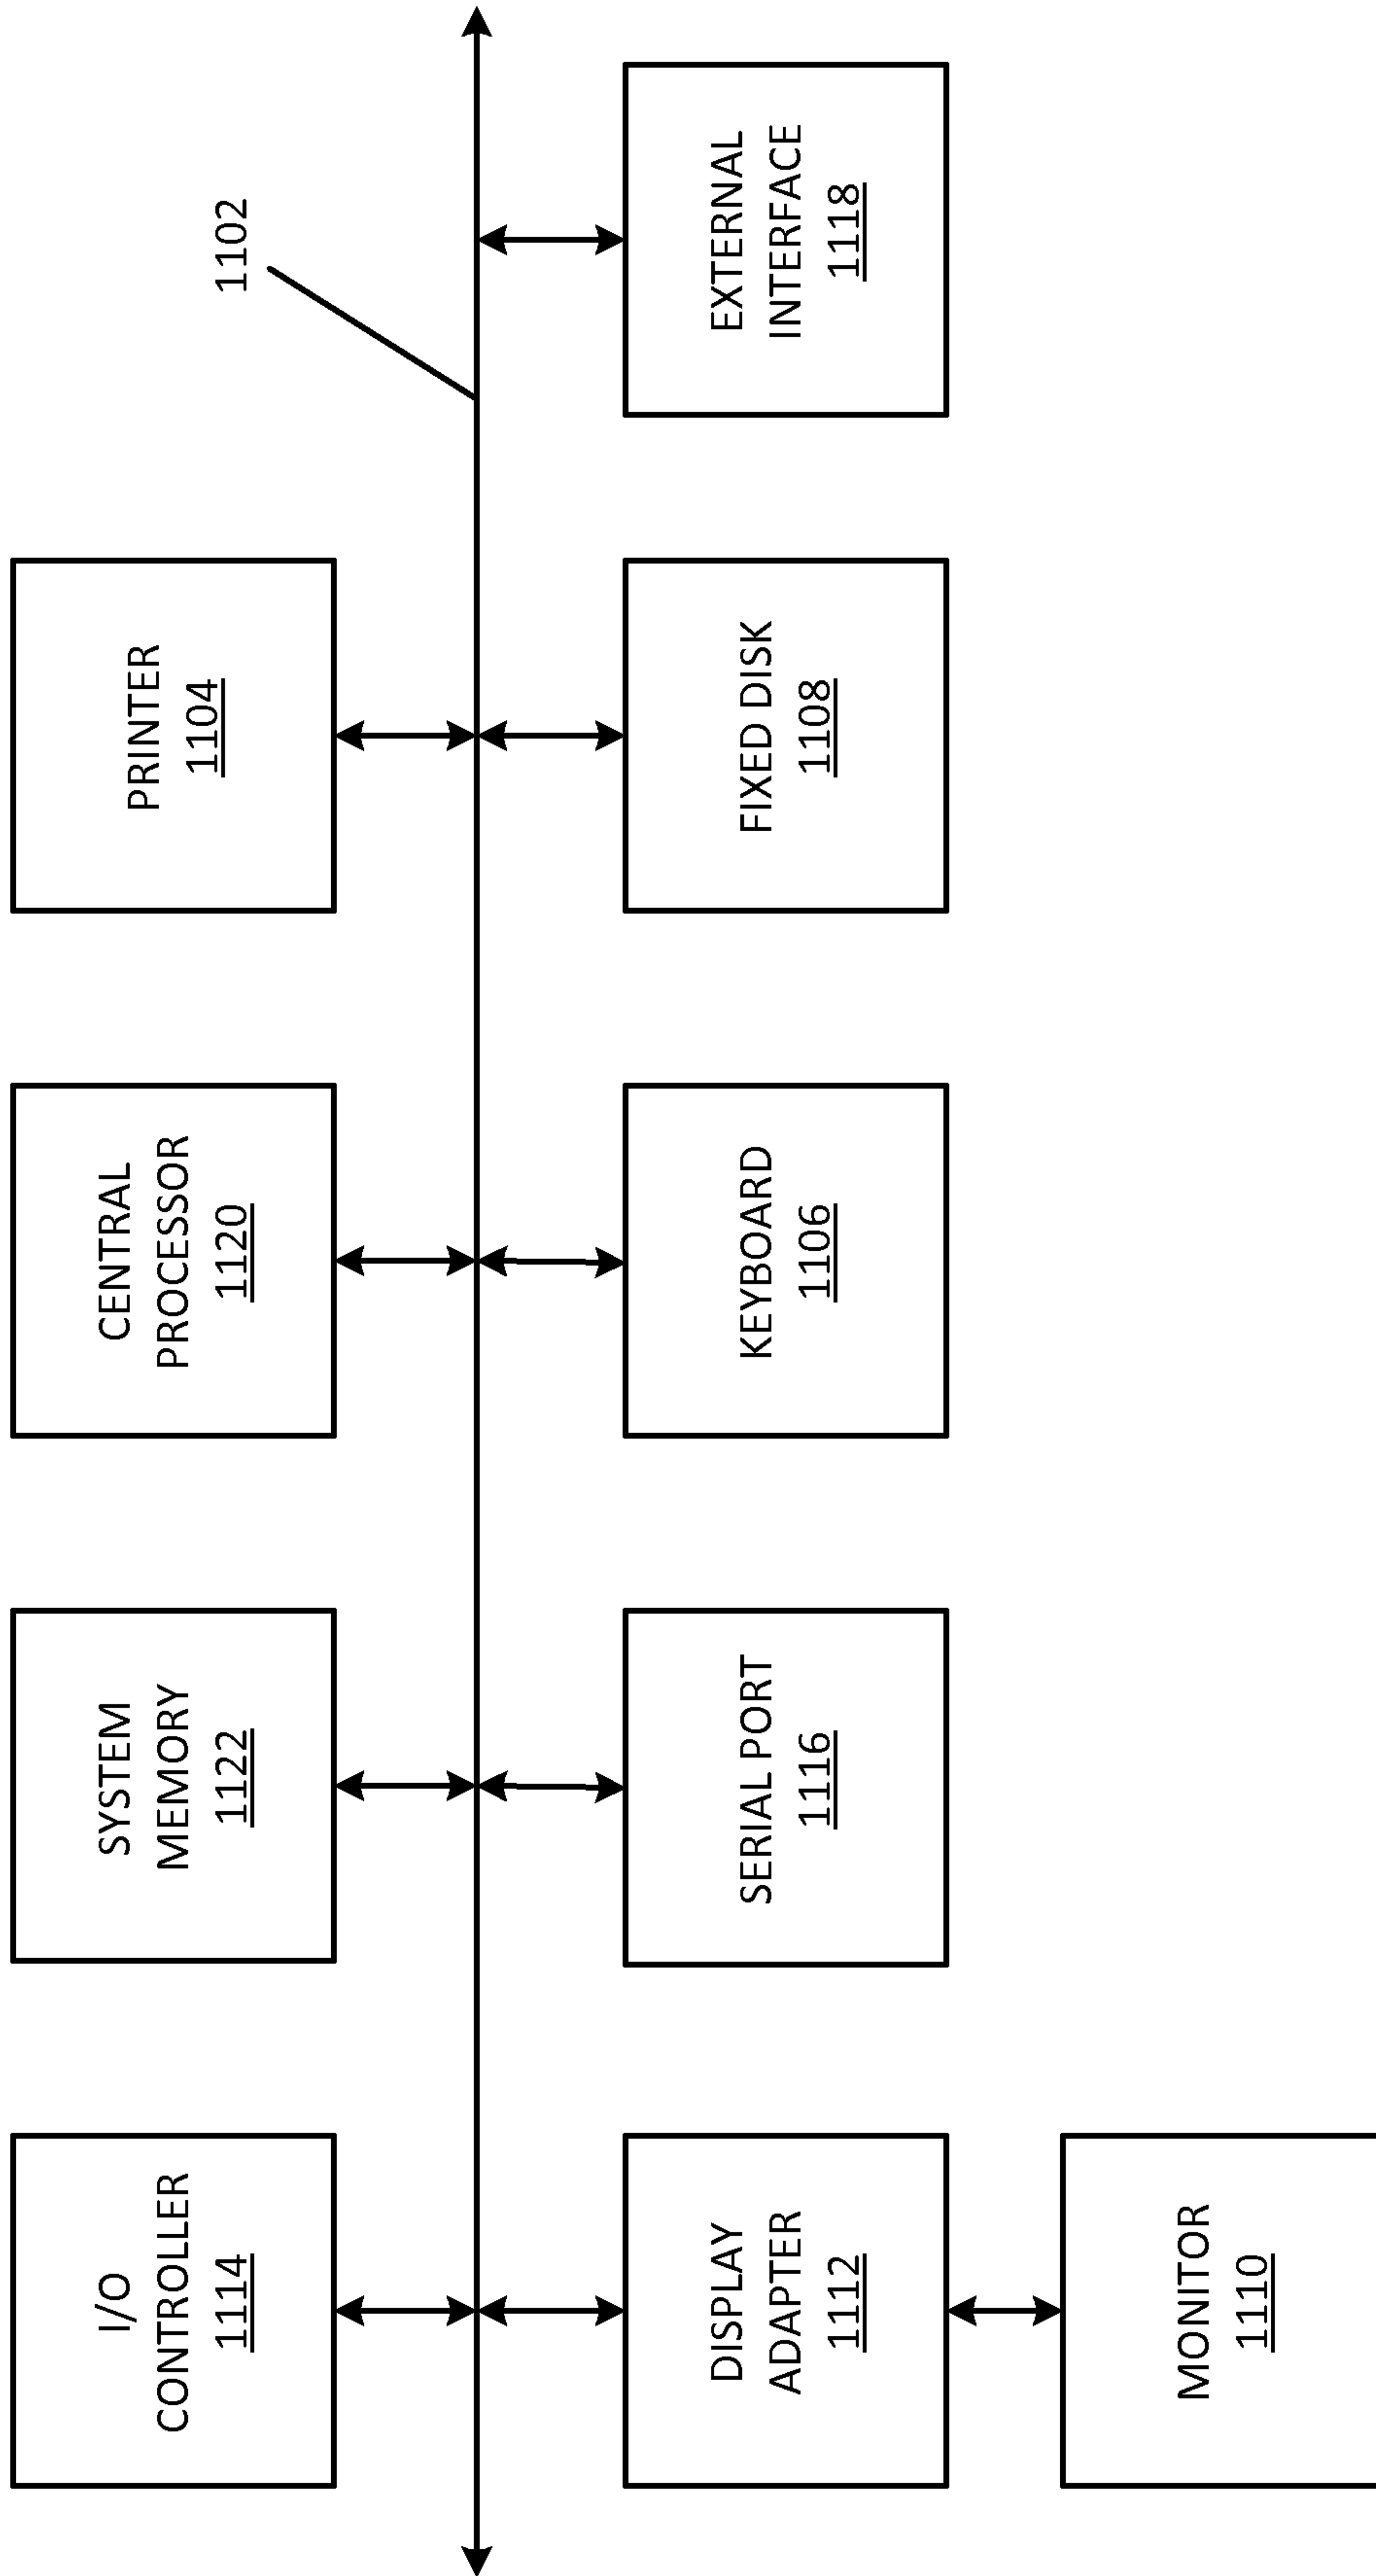 I/O
CONTROLLER
1114
SYSTEM
MEMORY
1122
CENTRAL
PROCESSOR
1120
PRINTER
1104
1102
DISPLAY
ADAPTER
1112
SERIAL PORT
1116
KEYBOARD
1106
FIXED DISK
1108
EXTERNAL
INTERFACE
1118
MONITOR
1110